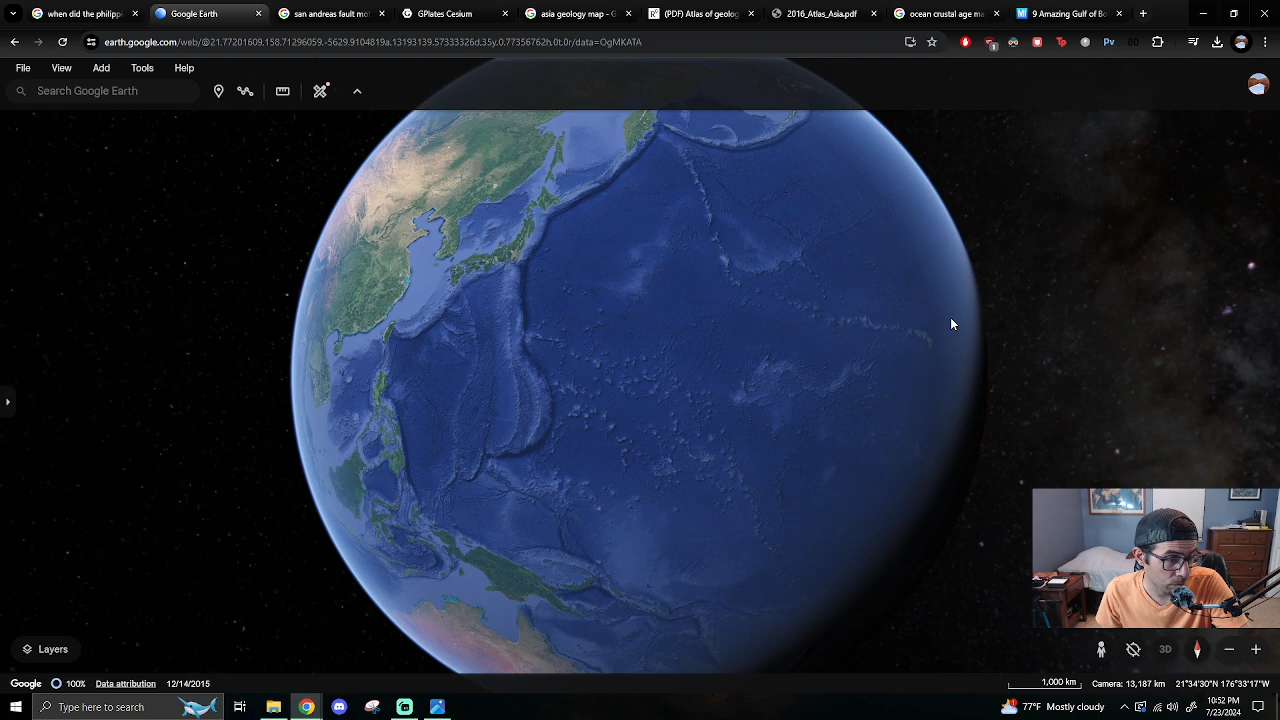 when did the philipp
Google Earth
san andreas fault mot
GPlates Cesium
asia geology map - G
(PDF) Atlas of geolog
2016_Atlas_Asia.pdf
ocean crustal age ma
9 Amazing Gulf of Bo
earth.google.com/web/@21.77201609,158.71296059,-5629.9104819a,13193139.57333326d,35y,0.77356762h,0t,0r/data=OgMKATA
File View Add Tools Help
Search Google Earth
Layers
3D
Google 100% Data attribution 12/14/2015
1,000 km Camera: 13,187 km 21°34'30"N 176°33'17"W
Type here to search
77°F Mostly cloudy
10:52 PM
7/23/2024